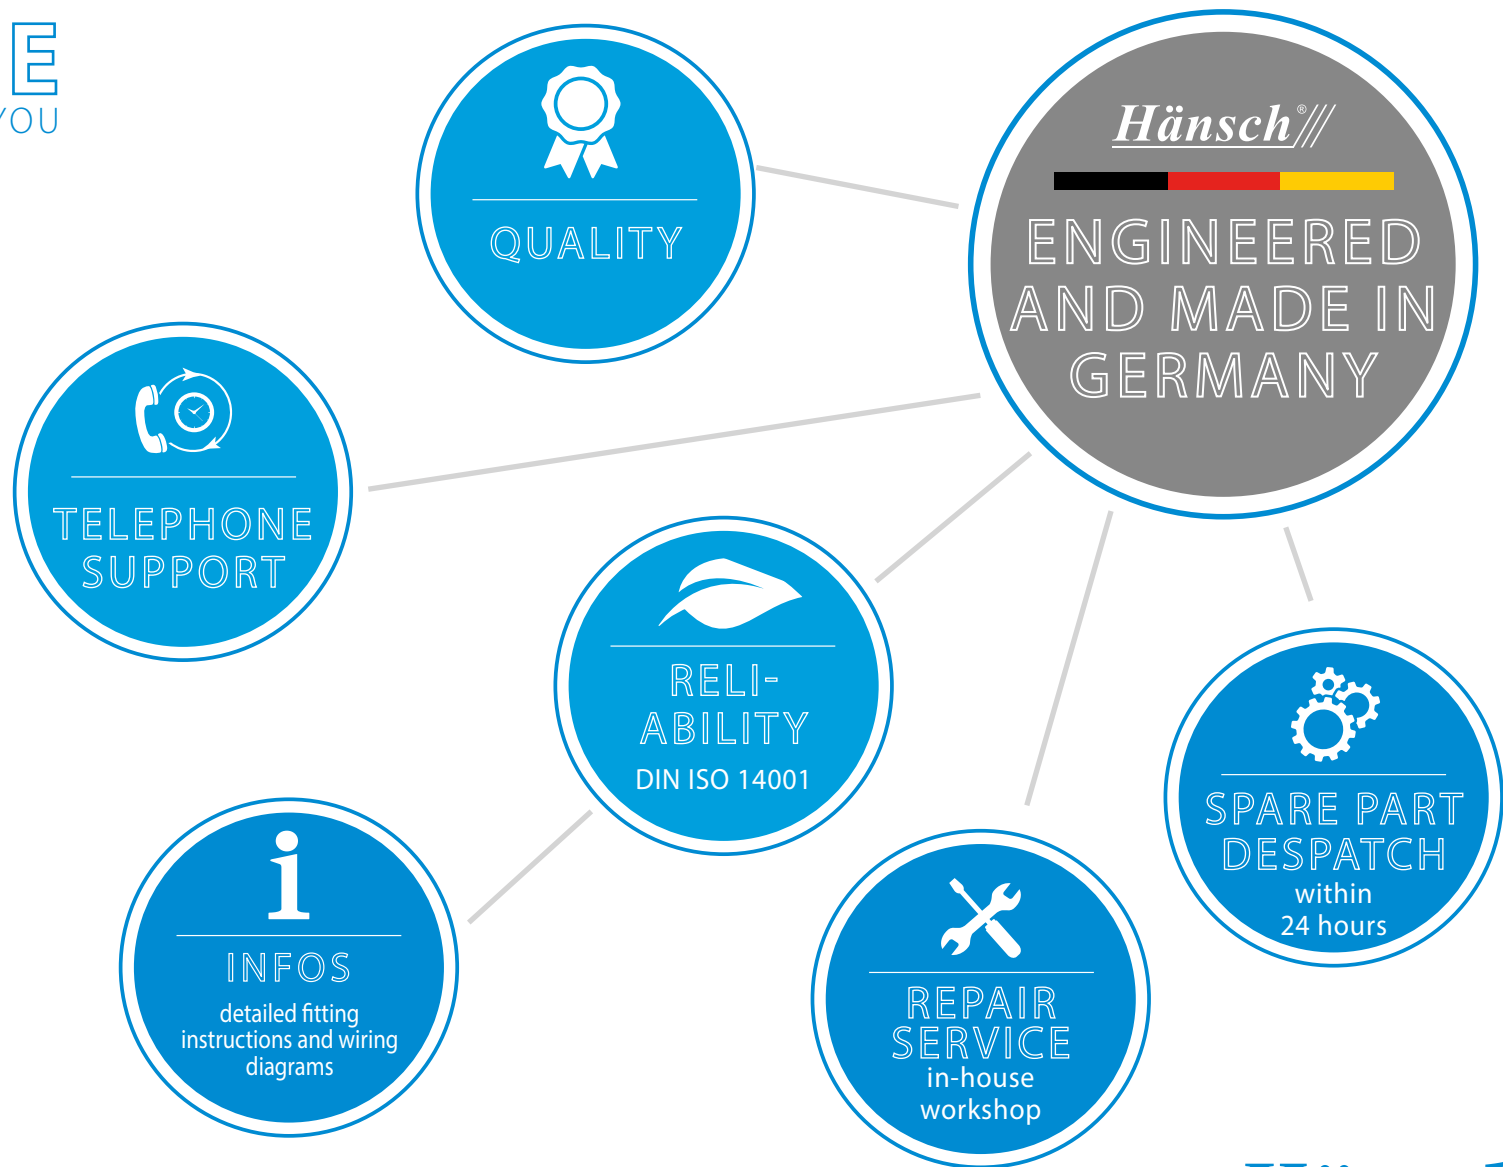 E
YOU
QUALITY
Hänsch®
ENGINEERED
AND MADE IN
GERMANY
TELEPHONE
SUPPORT
RELI-
ABILITY
DIN ISO 14001
SPARE PART
DESPATCH
within
24 hours
INFOS
detailed fitting
instructions and wiring
diagrams
REPAIR
SERVICE
in-house
workshop